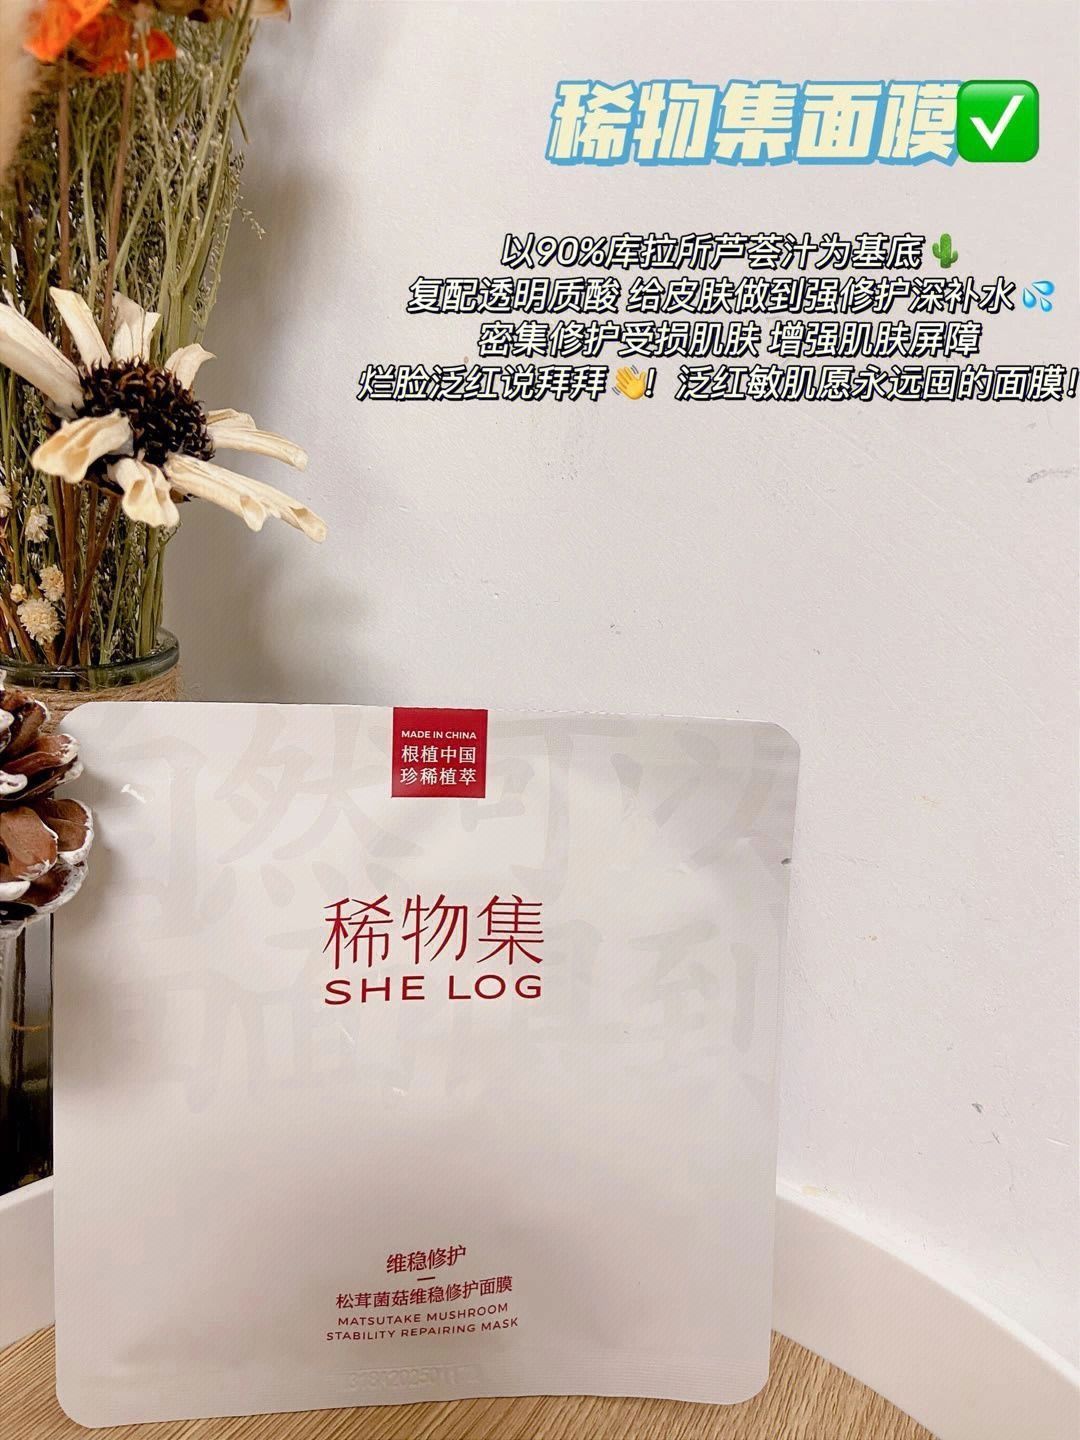 稀物集面膜✅
以90%库拉所芦荟汁为基底🌵
复配透明质酸 给皮肤做到强修护深补水💦
密集修护受损肌肤 增强肌肤屏障
烂脸泛红说拜拜👋！泛红敏肌愿永远囤的面膜！
MADE IN CHINA
根植中国
珍稀植萃
自然可以
稀物集
SHE LOG
维稳修护
松茸菌菇维稳修护面膜
MATSUTAKE MUSHROOM
STABILITY REPAIRING MASK